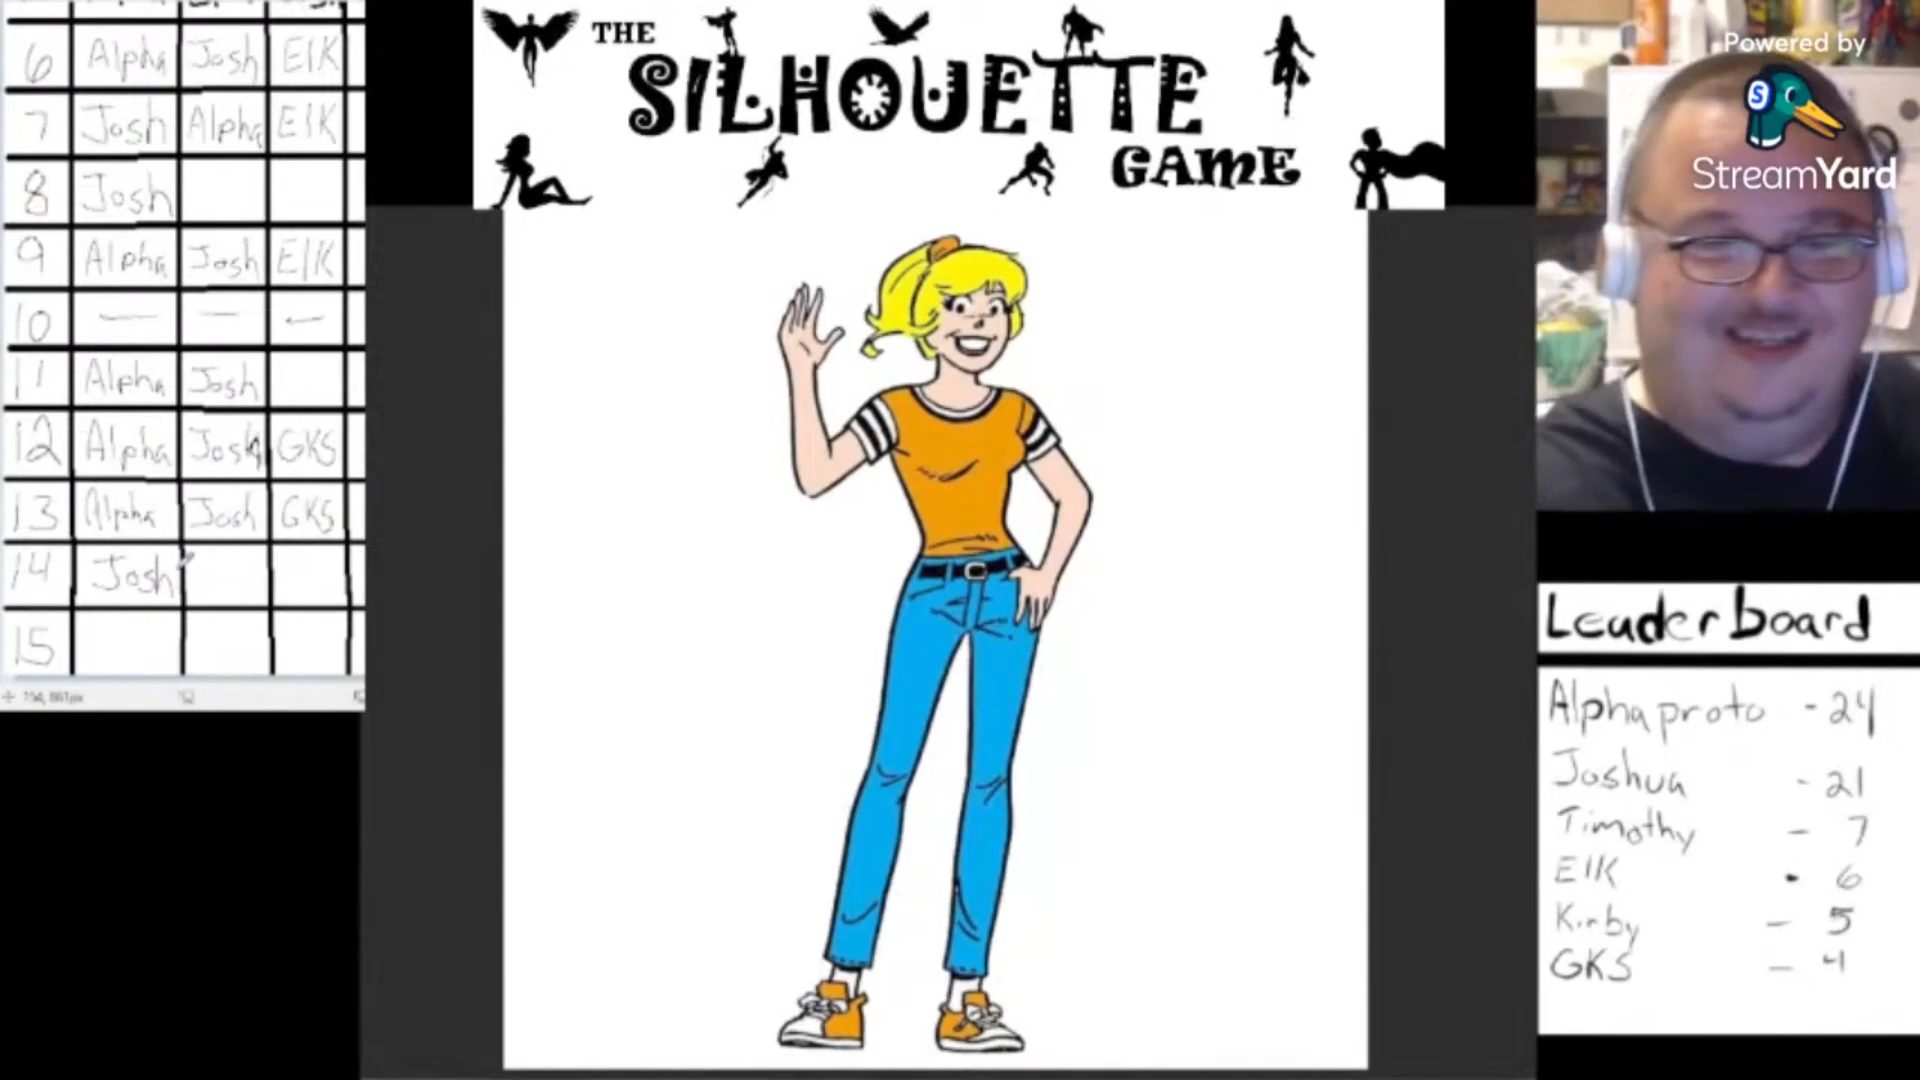 6 Alpha Josh Elk
7 Josh Alpha Elk
8 Josh
9 Alpha Josh Elk
10 — — —
11 Alpha Josh
12 Alpha Josh GKS
13 Alpha Josh GKS
14 Josh
15
THE
SILHOUETTE
GAME
Powered by
S
StreamYard
Leaderboard
Alphaproto - 24
Joshua - 21
Timothy - 7
Elk - 6
Kirby - 5
GKS - 4